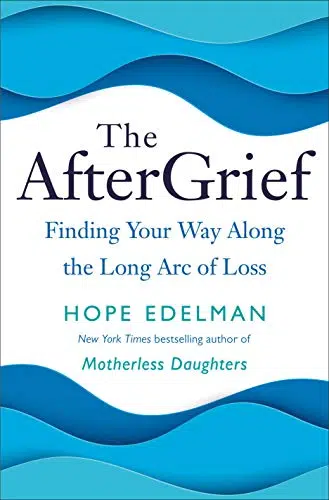 The
AfterGrief
Finding Your Way Along
the Long Arc of Loss
HOPE EDELMAN
New York Times bestselling author of
Motherless Daughters